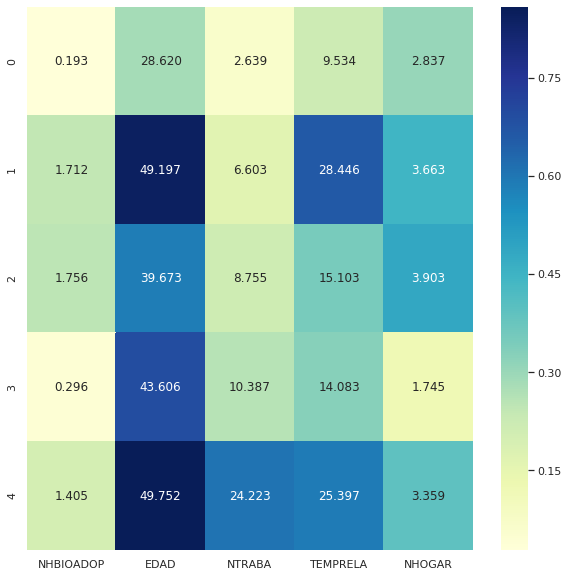 0 0.193 28.620 2.639 9.534 2.837
0.75
1 1.712 49.197 6.603 28.446 3.663
0.60
2 1.756 39.673 8.755 15.103 3.903
0.45
0.30
3 0.296 43.606 10.387 14.083 1.745
0.15
4 1.405 49.752 24.223 25.397 3.359
NHBIOADOP EDAD NTRABA TEMPRELA NHOGAR